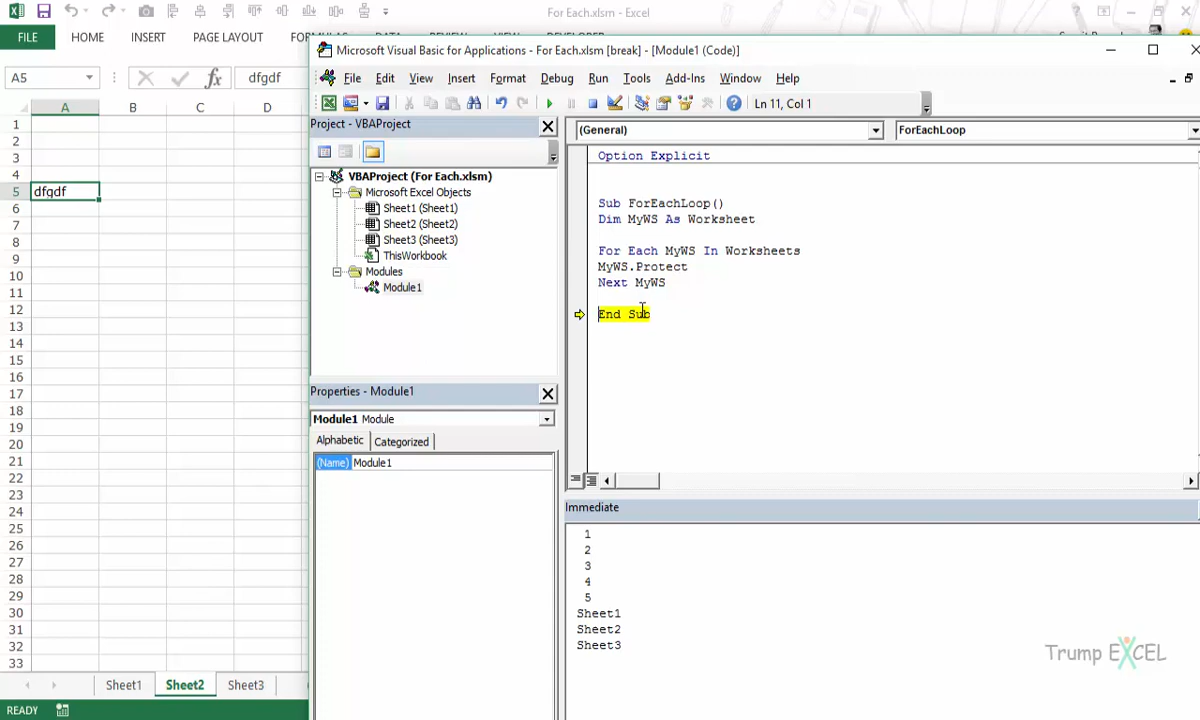 For Each.xlsm - Excel
FILE HOME INSERT PAGE LAYOUT
Microsoft Visual Basic for Applications - For Each.xlsm [break] - [Module1 (Code)]
A5 fx dfgdf
File Edit View Insert Format Debug Run Tools Add-Ins Window Help
Ln 11, Col 1
A B C D
1
2
3
4
5 dfgdf
6
7
8
9
10
11
12
13
14
15
16
17
18
19
20
21
22
23
24
25
26
27
28
29
30
31
32
33
Sheet1 Sheet2 Sheet3
READY
Project - VBAProject
VBAProject (For Each.xlsm)
Microsoft Excel Objects
Sheet1 (Sheet1)
Sheet2 (Sheet2)
Sheet3 (Sheet3)
ThisWorkbook
Modules
Module1
Properties - Module1
Module1 Module
Alphabetic Categorized
(Name) Module1
(General) ForEachLoop
Option Explicit
Sub ForEachLoop()
Dim MyWS As Worksheet
For Each MyWS In Worksheets
MyWS.Protect
Next MyWS
End Sub
Immediate
1
2
3
4
5
Sheet1
Sheet2
Sheet3
Trump EXCEL